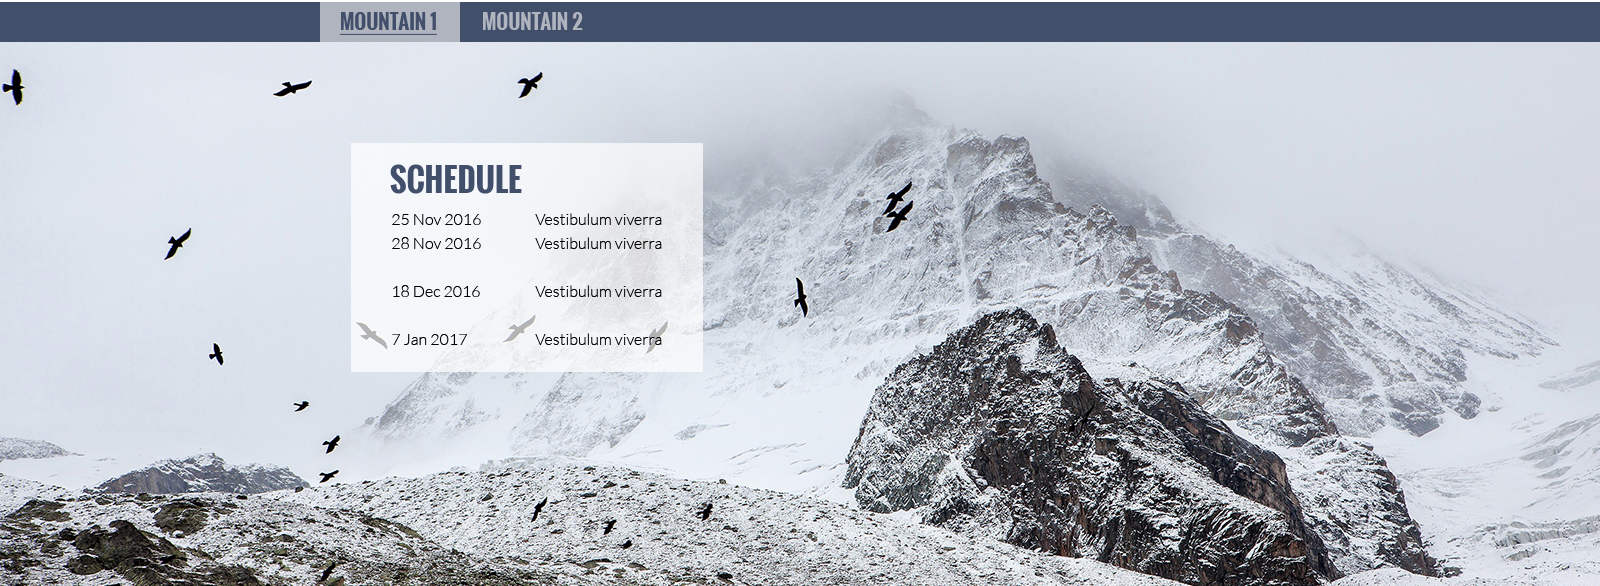 MOUNTAIN 1 MOUNTAIN 2
SCHEDULE
25 Nov 2016 Vestibulum viverra
28 Nov 2016 Vestibulum viverra
18 Dec 2016 Vestibulum viverra
7 Jan 2017 Vestibulum viverra